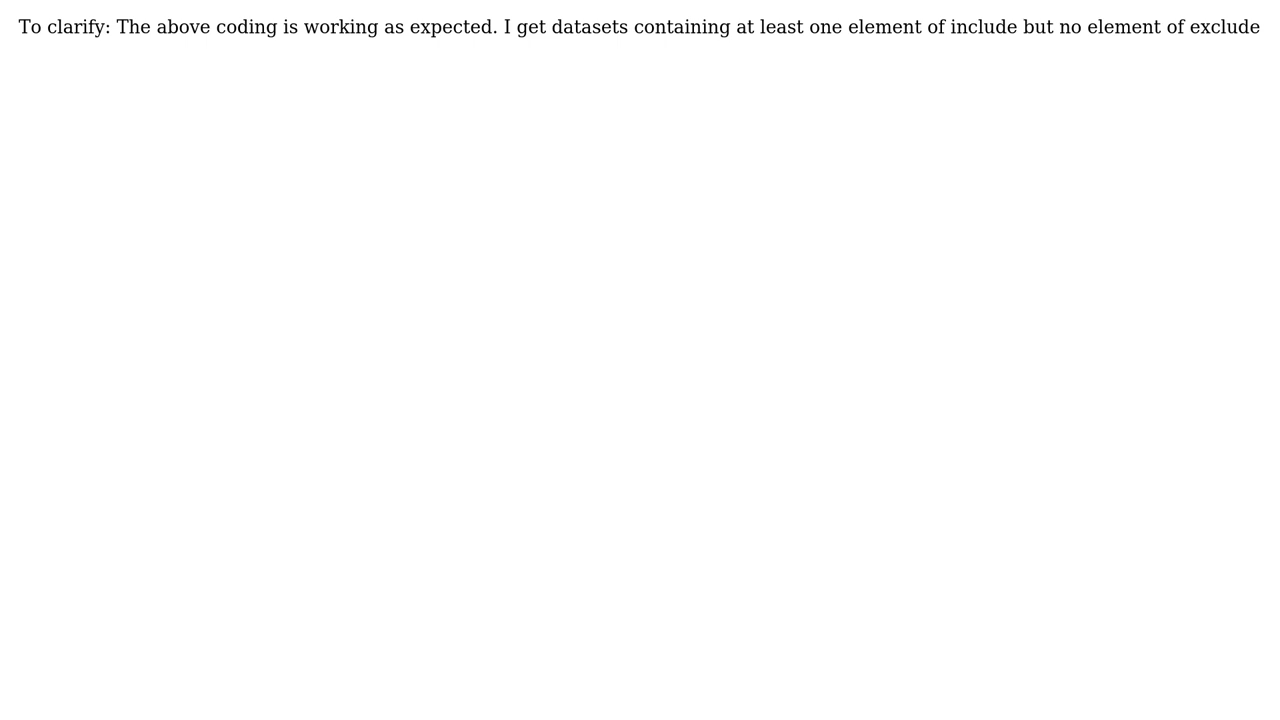 To clarify: The above coding is working as expected. I get datasets containing at least one element of include but no element of exclude